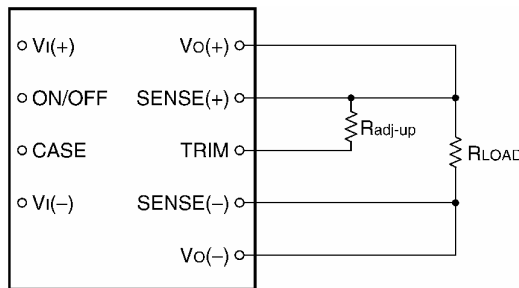 VI(+) VO(+)
ON/OFF SENSE(+)
Radj-up
CASE TRIM RLOAD
VI(–) SENSE(–)
VO(–)